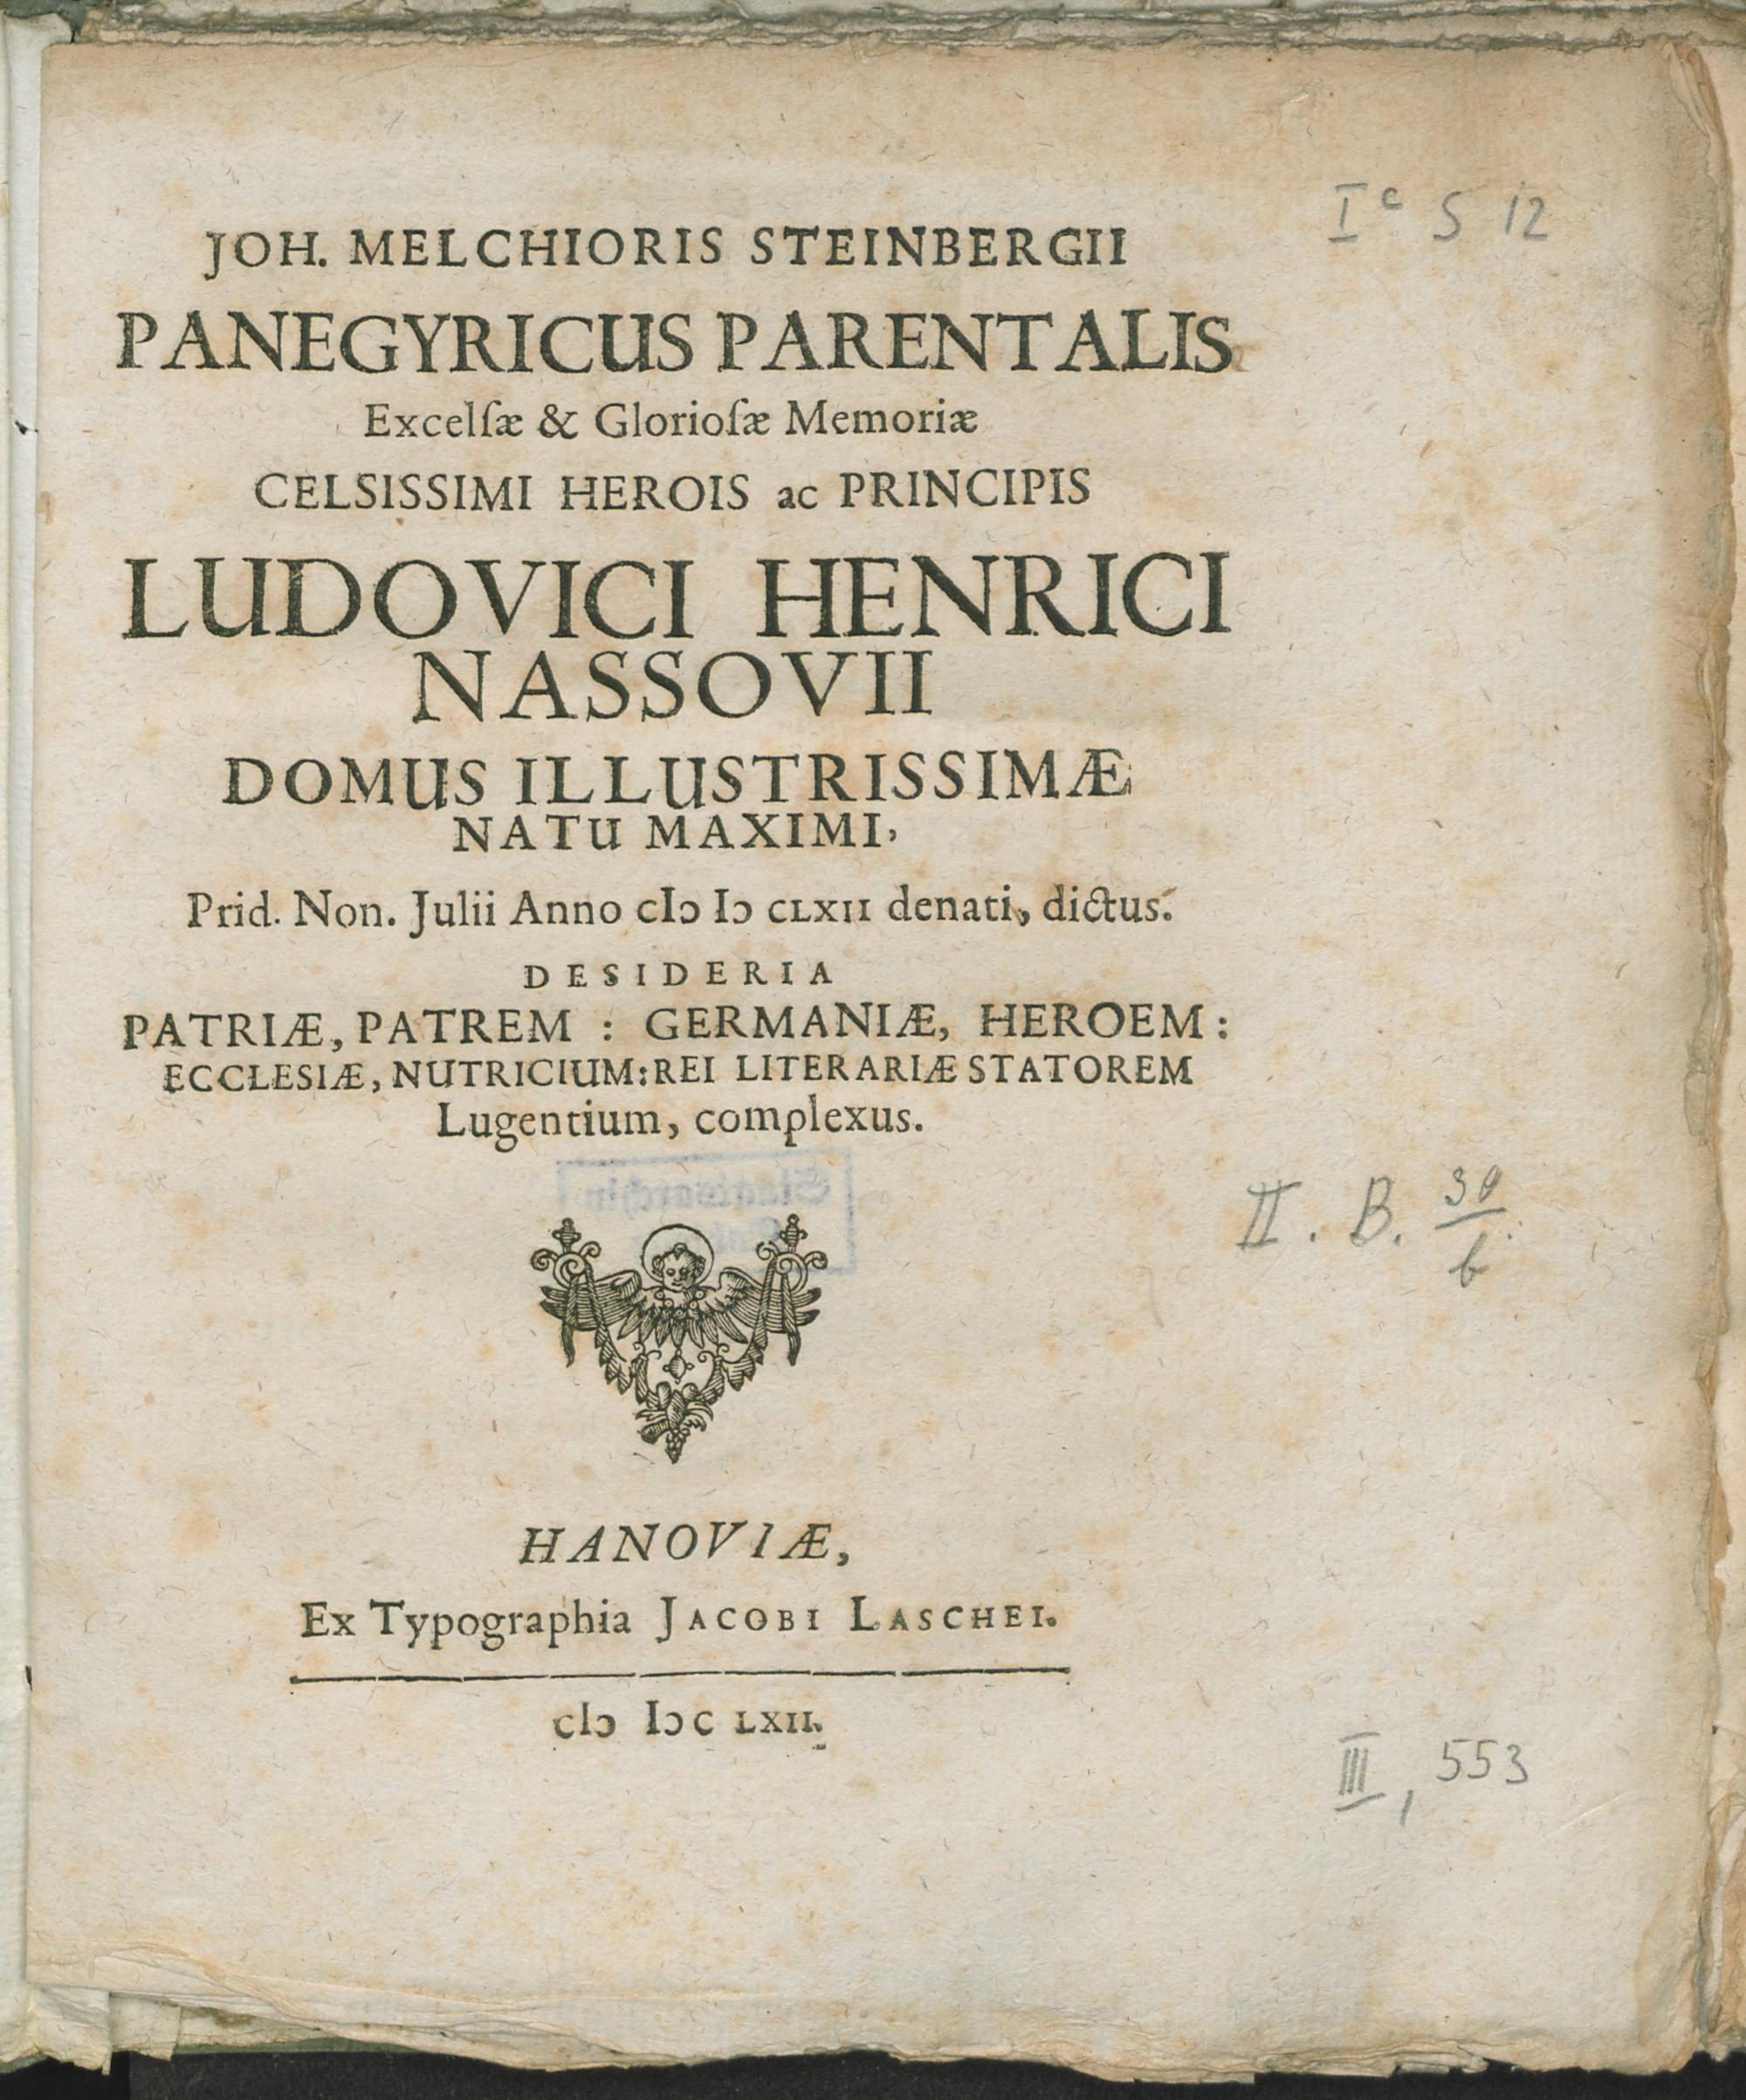 JOH. MELCHIORIS STEINBERGII
PANEGYRICUS PARENTALIS
Excelſæ & Glorioſæ Memoriæ
CELSISSIMI HEROIS ac PRINCIPIS
LUDOVICI HENRICI
NASSOVII
DOMUS ILLUSTRISSIMÆ
NATU MAXIMI,
Prid. Non. Julii Anno cIɔ Iɔ CLXII denati, dictus.
DESIDERIA
PATRIÆ, PATREM : GERMANIÆ, HEROEM :
ECCLESIÆ, NUTRICIUM: REI LITERARIÆ STATOREM
Lugentium, complexus.
HANOVIÆ,
Ex Typographia JACOBI LASCHEI.
cIɔ Iɔc LXII.
I c S 12
II. B.
b
III, 553